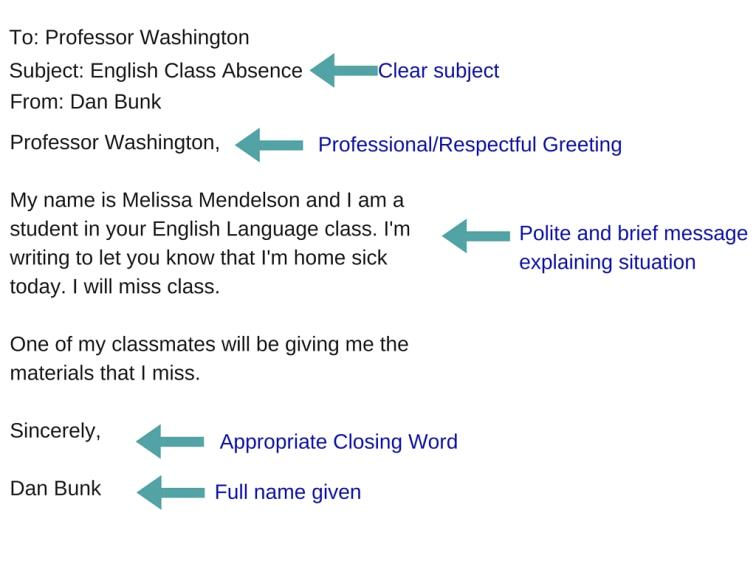 To: Professor Washington
Subject: English Class Absence
Clear subject
From: Dan Bunk
Professor Washington,
Professional/Respectful Greeting
My name is Melissa Mendelson and I am a
student in your English Language class. I'm
writing to let you know that I'm home sick
today. I will miss class.
Polite and brief message
explaining situation
One of my classmates will be giving me the
materials that I miss.
Sincerely,
Appropriate Closing Word
Dan Bunk
Full name given